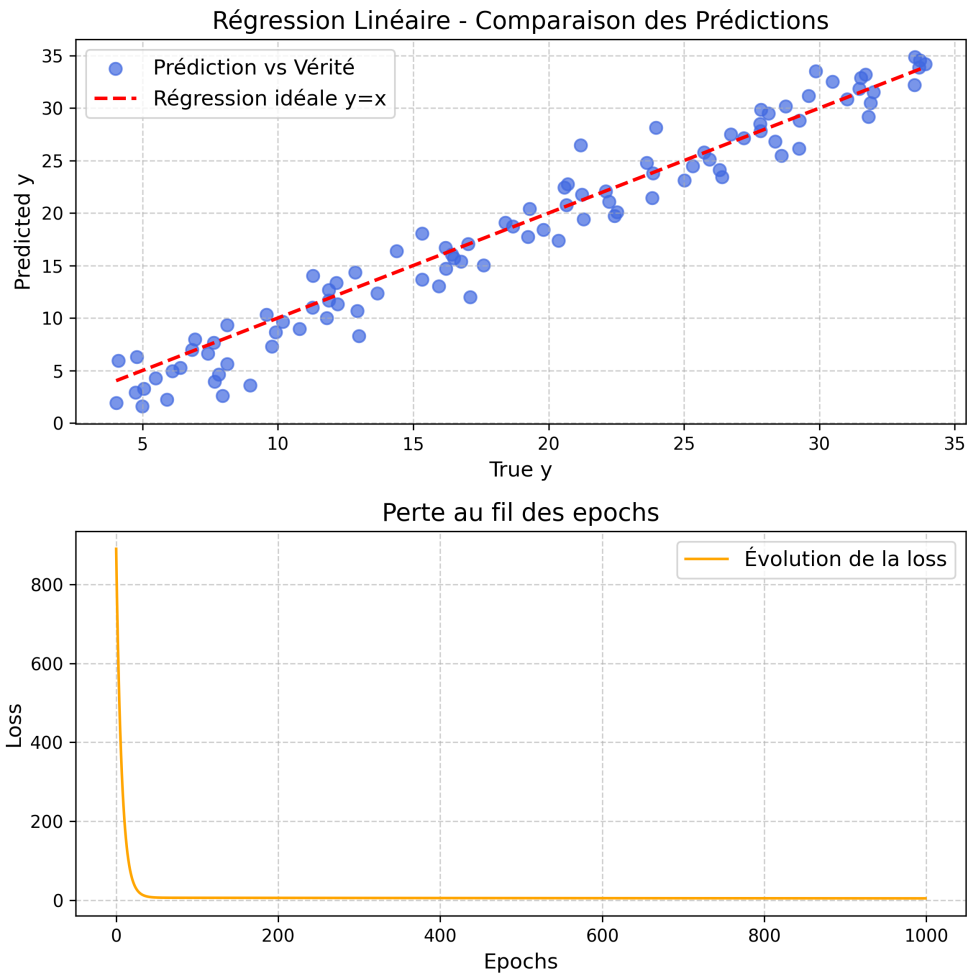 Régression Linéaire - Comparaison des Prédictions
Prédiction vs Vérité
Régression idéale y=x
Predicted y
35
30
25
20
15
10
5
0
5
10
15
20
25
30
35
True y
Perte au fil des epochs
Évolution de la loss
Loss
800
600
400
200
0
0
200
400
600
800
1000
Epochs